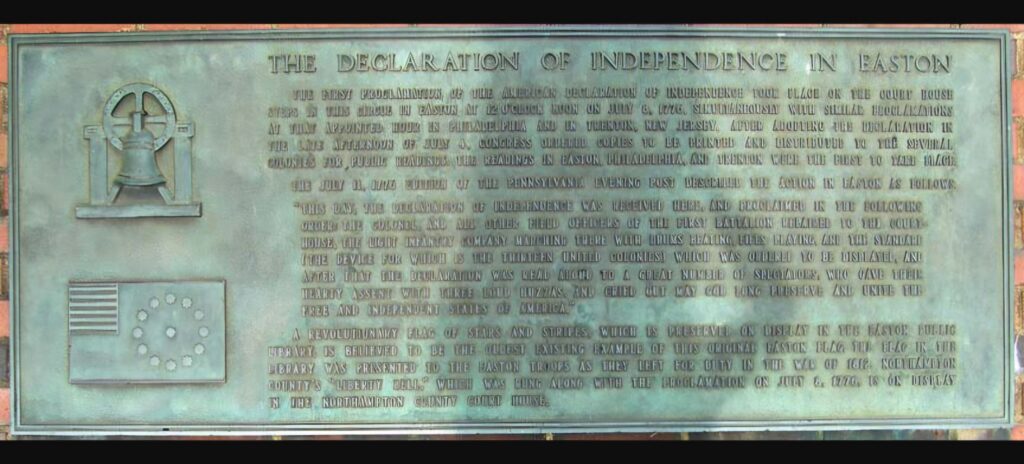 THE DECLARATION OF INDEPENDENCE IN EASTON
THE FIRST PROCLAMATION OF THE AMERICAN DECLARATION OF INDEPENDENCE TOOK PLACE ON THE COURT HOUSE
STEPS IN THIS CIRCLE IN EASTON AT 12 O'CLOCK NOON ON JULY 8, 1776, SIMULTANIOUSLY WITH SIMILAR PROCLAMATIONS
AT THAT APPOINTED HOUR IN PHILADELPHIA AND IN TRENTON, NEW JERSEY. AFTER ADOPTING THE DECLARATION IN
THE LATE AFTERNOON OF JULY 4, CONGRESS ORDERED COPIES TO BE PRINTED AND DISTRIBUTED TO THE SEVERAL
COLONIES FOR PUBLIC READINGS. THE READINGS IN EASTON, PHILADELPHIA, AND TRENTON WERE THE FIRST TO TAKE PLACE.
THE JULY 11, 1776 EDITION OF THE PENNSYLVANIA EVENING POST DESCRIBED THE ACTION IN EASTON AS FOLLOWS:
"THIS DAY, THE DECLARATION OF INDEPENDENCE WAS RECEIVED HERE, AND PROCLAIMED IN THE FOLLOWING
ORDER: THE COLONEL, AND ALL OTHER FIELD OFFICERS OF THE FIRST BATTALION REPAIRED TO THE COURT-
HOUSE, THE LIGHT INFANTRY COMPANY MARCHING THERE WITH DRUMS BEATING, FIFES PLAYING, AND THE STANDARD
(THE DEVICE FOR WHICH IS THE THIRTEEN UNITED COLONIES) WHICH WAS ORDERED TO BE DISPLAYED, AND
AFTER THAT THE DECLARATION WAS READ ALOUD TO A GREAT NUMBER OF SPECTATORS, WHO GAVE THEIR
HEARTY ASSENT WITH THREE LOUD HUZZAS, AND CRIED OUT MAY GOD LONG PRESERVE AND UNITE THE
FREE AND INDEPENDENT STATES OF AMERICA."
A REVOLUTIONARY FLAG OF STARS AND STRIPES, WHICH IS PRESERVED ON DISPLAY IN THE EASTON PUBLIC
LIBRARY, IS BELIEVED TO BE THE OLDEST EXISTING EXAMPLE OF THIS ORIGINAL EASTON FLAG. THE FLAG IN THE
LIBRARY WAS PRESENTED TO THE EASTON TROOPS AS THEY LEFT FOR DUTY IN THE WAR OF 1812. NORTHAMPTON
COUNTY'S "LIBERTY BELL," WHICH WAS RUNG ALONG WITH THE PROCLAMATION ON JULY 8, 1776, IS ON DISPLAY
IN THE NORTHAMPTON COUNTY COURT HOUSE.